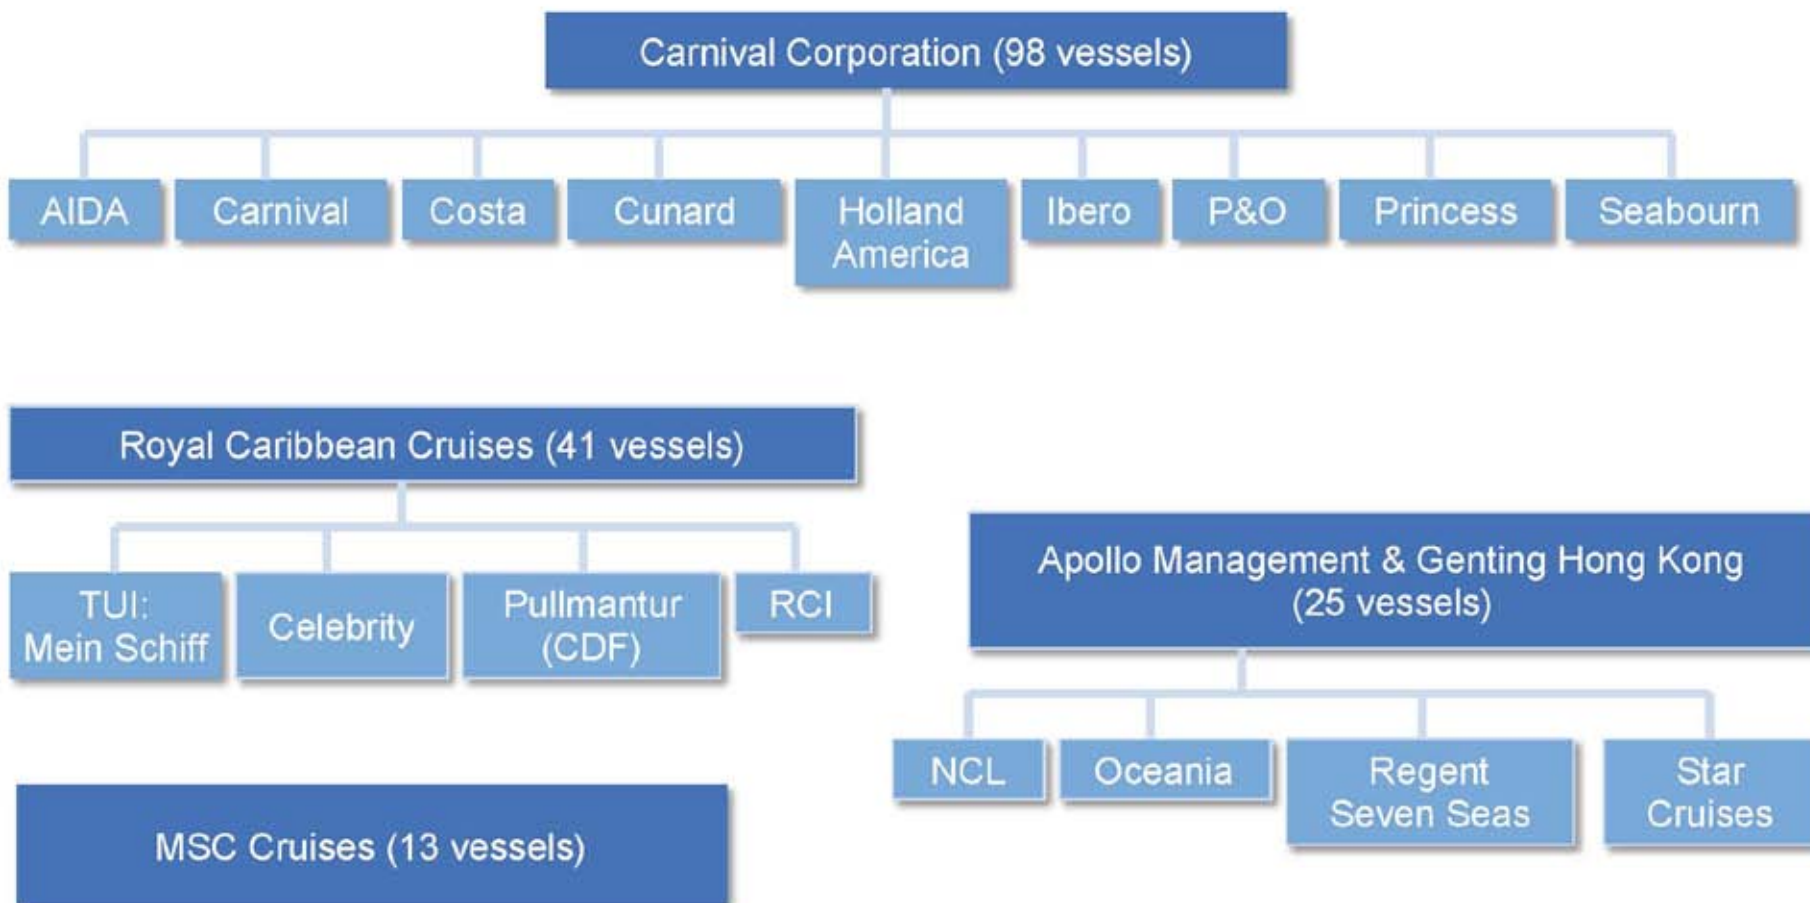 Carnival Corporation (98 vessels)
AIDA
Carnival
Costa
Cunard
Holland
America
Ibero
P&O
Princess
Seabourn
Royal Caribbean Cruises (41 vessels)
TUI:
Mein Schiff
Celebrity
Pullmantur
(CDF)
RCI
Apollo Management & Genting Hong Kong
(25 vessels)
NCL
Oceania
Regent
Seven Seas
Star
Cruises
MSC Cruises (13 vessels)